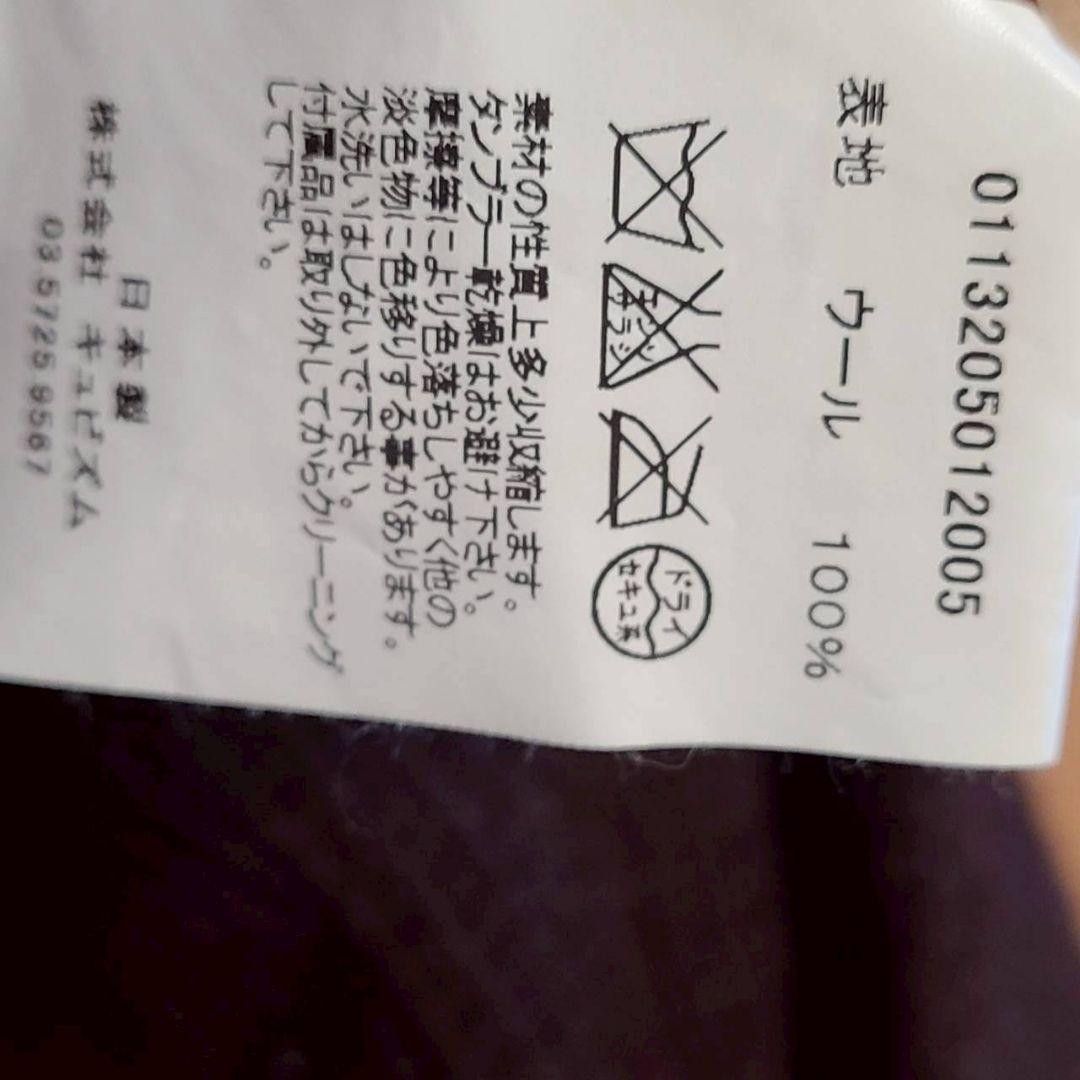 0113205012005
表地 ウール 100%
エンソ
サラシ
ドライ
セキユ系
素材の性質上多少収縮します。
タンブラー乾燥はお避け下さい。
摩擦等により色落ちしやすく他の
淡色物に色移りする事があります。
水洗いはしないで下さい。
付属品は取り外してからクリーニング
して下さい。
日本製
株式会社 キュビズム
03 5725 9567